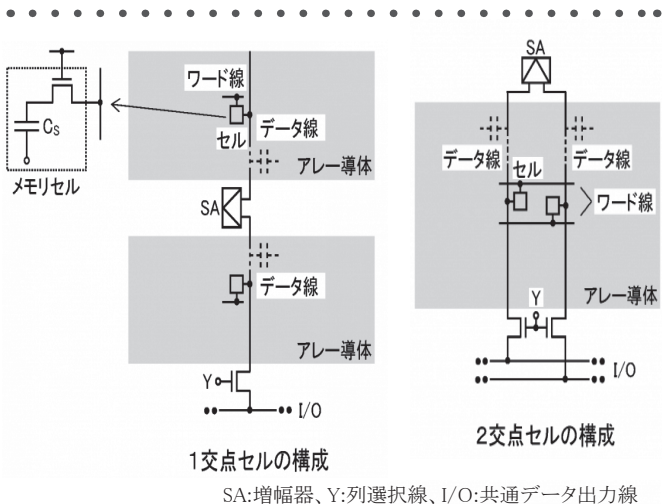 ワード線
セル
データ線
アレー導体
CS
メモリセル
SA
データ線
アレー導体
Y
I/O
1交点セルの構成
SA
データ線
セル
データ線
ワード線
アレー導体
Y
I/O
2交点セルの構成
SA:増幅器、Y:列選択線、I/O:共通データ出力線